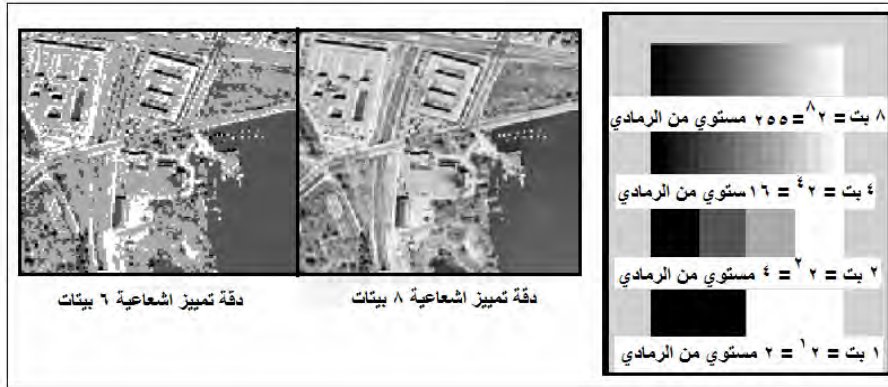 ٨ بت = ٢^٨ = ٢٥٥ مستوي من الرمادي
٤ بت = ٢^٤ = ١٦ ستوي من الرمادي
٢ بت = ٢^٢ = ٤ مستوي من الرمادي
١ بت = ٢^١ = ٢ مستوي من الرمادي
دقة تمييز اشعاعية ٨ بيتات
دقة تمييز اشعاعية ٦ بيتات